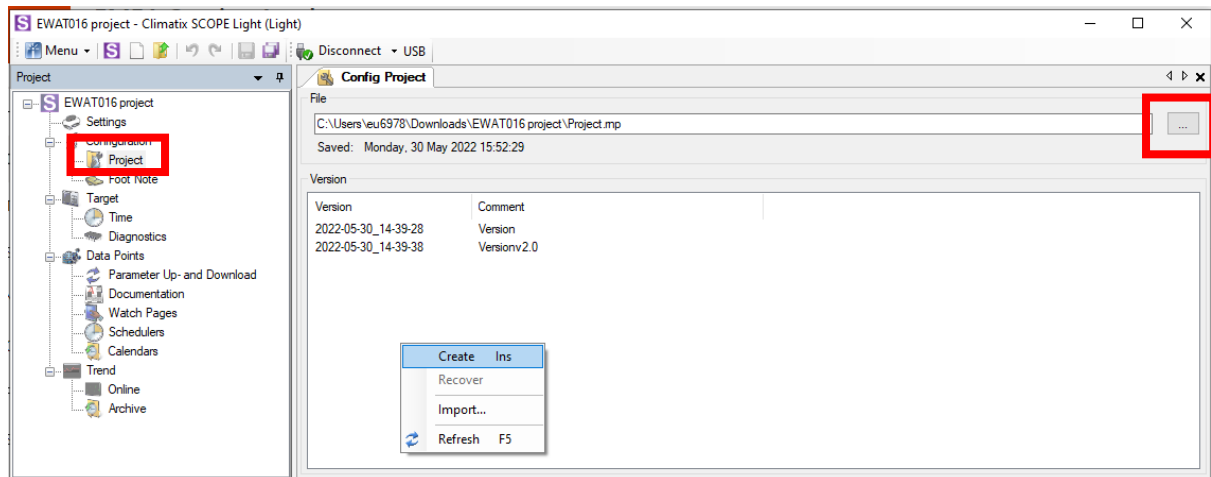 EWAT016 project - Climatix SCOPE Light (Light)
Menu
S
Disconnect
USB
Project
EWAT016 project
Settings
Configuration
Project
Foot Note
Target
Time
Diagnostics
Data Points
Parameter Up- and Download
Documentation
Watch Pages
Schedulers
Calendars
Trend
Online
Archive
Config Project
File
C:\Users\eu6978\Downloads\EWAT016 project\Project.mp
...
Saved: Monday, 30 May 2022 15:52:29
Version
Version Comment
2022-05-30_14-39-28 Version
2022-05-30_14-39-38 Versionv2.0
Create Ins
Recover
Import...
Refresh F5